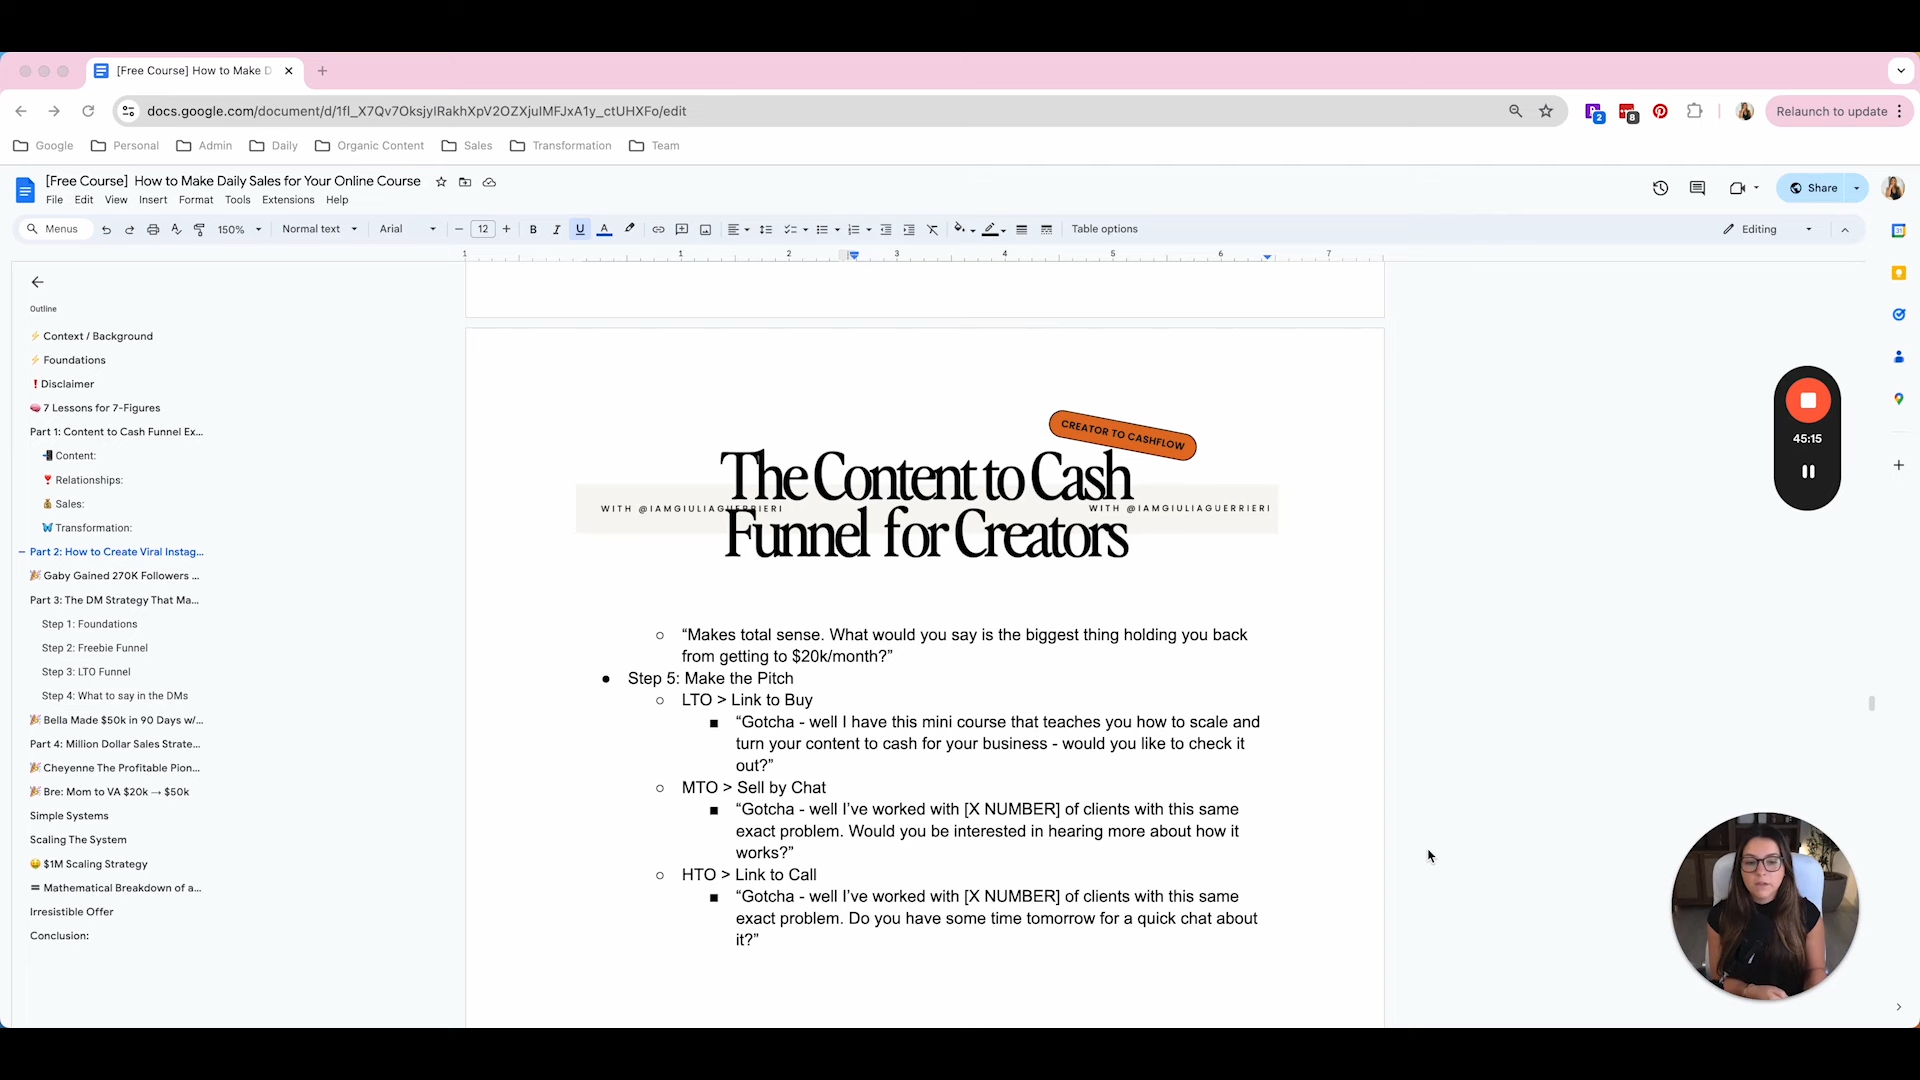 [Free Course] How to Make D
docs.google.com/document/d/1fl_X7Qv7OksjyIRakhXpV2OZXjuIMFJxA1y_ctUHXFo/edit
2
8
Relaunch to update
Google
Personal
Admin
Daily
Organic Content
Sales
Transformation
Team
[Free Course] How to Make Daily Sales for Your Online Course
File Edit View Insert Format Tools Extensions Help
Share
Menus
150%
Normal text
Arial
12
B I U A
Table options
Editing
31
1 1 2 3 4 5 6 7
Outline
⚡ Context / Background
⚡ Foundations
❗Disclaimer
🧠 7 Lessons for 7-Figures
Part 1: Content to Cash Funnel Ex...
📲 Content:
❣️ Relationships:
💰 Sales:
🦋 Transformation:
Part 2: How to Create Viral Instag...
🎉 Gaby Gained 270K Followers ...
Part 3: The DM Strategy That Ma...
Step 1: Foundations
Step 2: Freebie Funnel
Step 3: LTO Funnel
Step 4: What to say in the DMs
🎉 Bella Made $50k in 90 Days w/...
Part 4: Million Dollar Sales Strate...
🎉 Cheyenne The Profitable Pion...
🎉 Bre: Mom to VA $20k → $50k
Simple Systems
Scaling The System
🤑 $1M Scaling Strategy
🟰 Mathematical Breakdown of a...
Irresistible Offer
Conclusion:
CREATOR TO CASHFLOW
The Content to Cash
WITH @IAMGIULIAGUERRIERI
WITH @IAMGIULIAGUERRIERI
Funnel for Creators
○ “Makes total sense. What would you say is the biggest thing holding you back
from getting to $20k/month?”
● Step 5: Make the Pitch
○ LTO > Link to Buy
■ “Gotcha - well I have this mini course that teaches you how to scale and
turn your content to cash for your business - would you like to check it
out?”
○ MTO > Sell by Chat
■ “Gotcha - well I’ve worked with [X NUMBER] of clients with this same
exact problem. Would you be interested in hearing more about how it
works?”
○ HTO > Link to Call
■ “Gotcha - well I’ve worked with [X NUMBER] of clients with this same
exact problem. Do you have some time tomorrow for a quick chat about
it?”
45:15